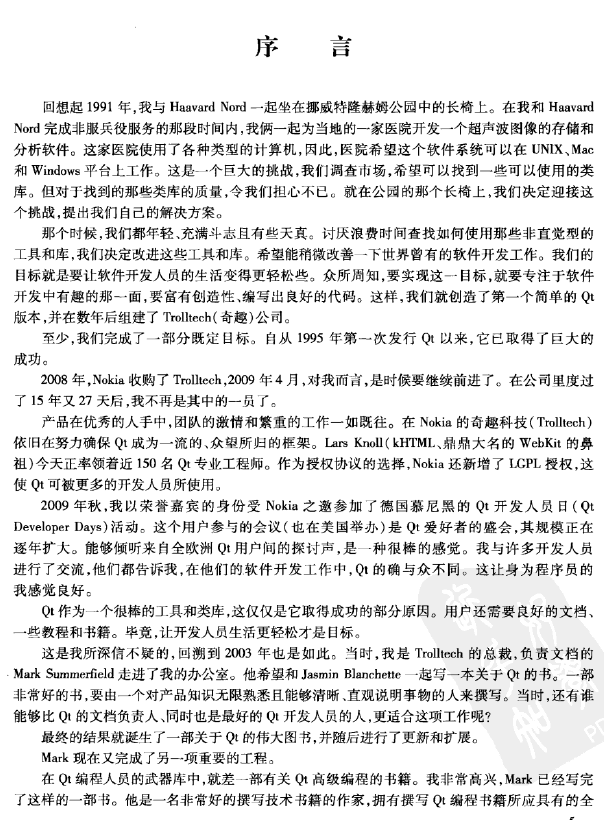 序 言
回想起 1991 年,我与 Haavard Nord 一起坐在挪威特隆赫姆公园中的长椅上。在我和 Haavard
Nord 完成非服兵役服务的那段时间内,我俩一起为当地的一家医院开发一个超声波图像的存储和
分析软件。这家医院使用了各种类型的计算机,因此,医院希望这个软件系统可以在 UNIX、Mac
和 Windows 平台上工作。这是一个巨大的挑战,我们调查市场,希望可以找到一些可以使用的类
库。但对于找到的那些类库的质量,令我们担心不已。就在公园的那个长椅上,我们决定迎接这
个挑战,提出我们自己的解决方案。
那个时候,我们都年轻、充满斗志且有些天真。讨厌浪费时间查找如何使用那些非直觉型的
工具和库,我们决定改进这些工具和库。希望能稍微改善一下世界曾有的软件开发工作。我们的
目标就是要让软件开发人员的生活变得更轻松些。众所周知,要实现这一目标,就要专注于软件
开发中有趣的那一面,要富有创造性、编写出良好的代码。这样,我们就创造了第一个简单的 Qt
版本,并在数年后组建了 Trolltech(奇趣)公司。
至少,我们完成了一部分既定目标。自从 1995 年第一次发行 Qt 以来,它已取得了巨大的
成功。
2008 年,Nokia 收购了 Trolltech,2009 年 4 月,对我而言,是时候要继续前进了。在公司里度过
了 15 年又 27 天后,我不再是其中的一员了。
产品在优秀的人手中,团队的激情和繁重的工作一如既往。在 Nokia 的奇趣科技(Trolltech)
依旧在努力确保 Qt 成为一流的、众望所归的框架。Lars Knoll(kHTML、鼎鼎大名的 WebKit 的鼻
祖)今天正率领着近 150 名 Qt 专业工程师。作为授权协议的选择,Nokia 还新增了 LGPL 授权,这
使 Qt 可被更多的开发人员所使用。
2009 年秋,我以荣誉嘉宾的身份受 Nokia 之邀参加了德国慕尼黑的 Qt 开发人员日(Qt
Developer Days)活动。这个用户参与的会议(也在美国举办)是 Qt 爱好者的盛会,其规模正在
逐年扩大。能够倾听来自全欧洲 Qt 用户间的探讨声,是一种很棒的感觉。我与许多开发人员
进行了交流,他们都告诉我,在他们的软件开发工作中,Qt 的确与众不同。这让身为程序员的
我感觉良好。
Qt 作为一个很棒的工具和类库,这仅仅是它取得成功的部分原因。用户还需要良好的文档、
一些教程和书籍。毕竟,让开发人员生活更轻松才是目标。
这是我所深信不疑的,回溯到 2003 年也是如此。当时,我是 Trolltech 的总裁,负责文档的
Mark Summerfield 走进了我的办公室。他希望和 Jasmin Blanchette 一起写一本关于 Qt 的书。一部
非常好的书,要由一个对产品知识无限熟悉且能够清晰、直观说明事物的人来撰写。当时,还有谁
能够比 Qt 的文档负责人、同时也是最好的 Qt 开发人员的人,更适合这项工作呢?
最终的结果就诞生了一部关于 Qt 的伟大图书,并随后进行了更新和扩展。
Mark 现在又完成了另一项重要的工程。
在 Qt 编程人员的武器库中,就差一部有关 Qt 高级编程的书籍。我非常高兴,Mark 已经写完
了这样的一部书。他是一名非常好的撰写技术书籍的作家,拥有撰写 Qt 编程书籍所应具有的全